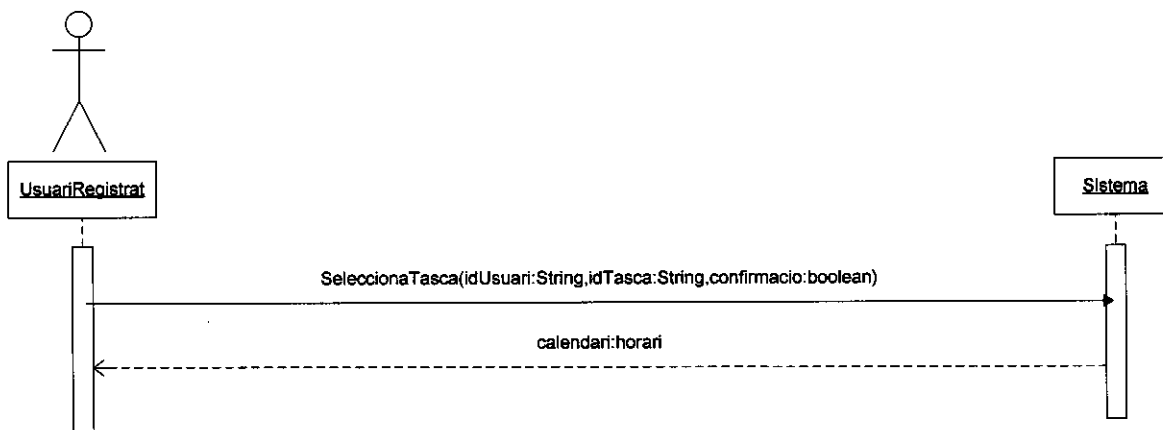 UsuariRegistrat
Sistema
SeleccionaTasca(idUsuari:String,idTasca:String,confirmacio:boolean)
calendari:horari